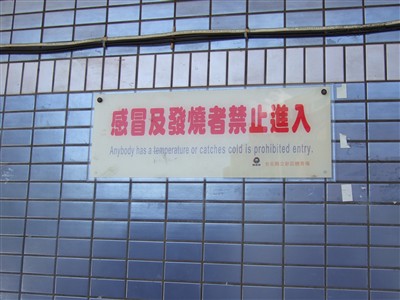 感冒及發燒者禁止進入
Anybody has a temperature or catches cold is prohibited entry.